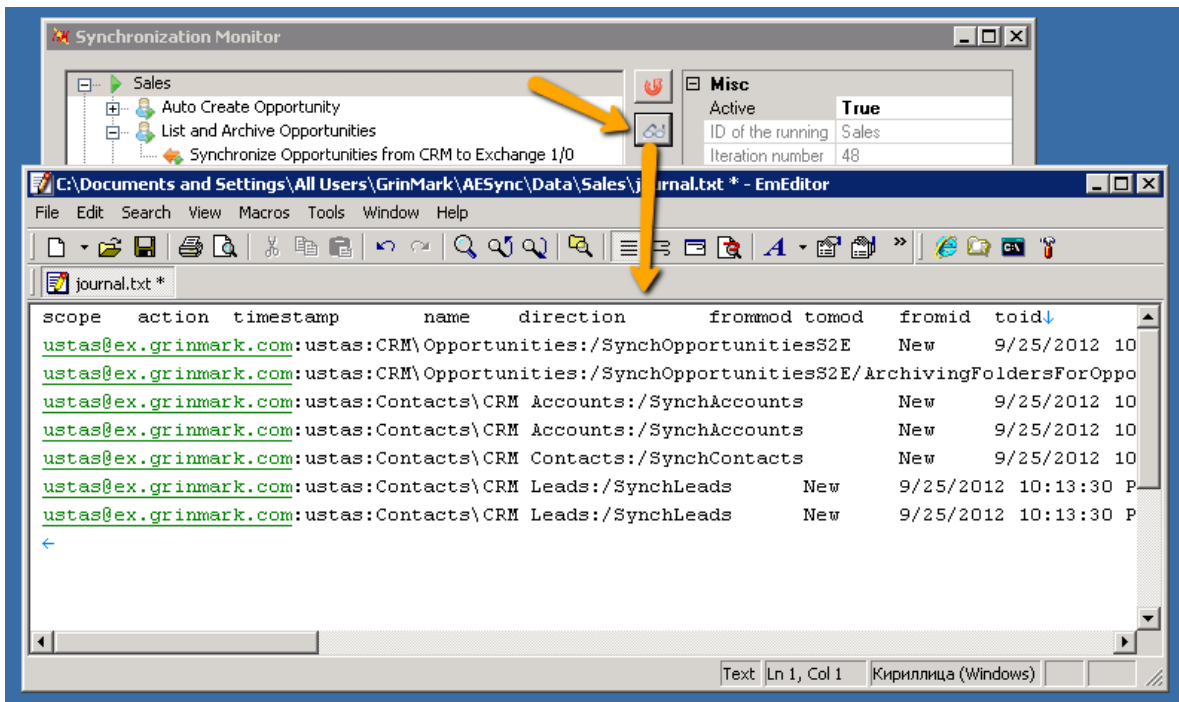 Synchronization Monitor
Sales
Auto Create Opportunity
List and Archive Opportunities
Synchronize Opportunities from CRM to Exchange 1/0
Misc
Active True
ID of the running Sales
Iteration number 48
C:\Documents and Settings\All Users\GrinMark\AESync\Data\Sales\journal.txt * - EmEditor
File Edit Search View Macros Tools Window Help
journal.txt *
scope action timestamp name direction frommod tomod fromid toid↓
ustas@ex.grinmark.com:ustas:CRM\Opportunities:/SynchOpportunitiesS2E New 9/25/2012 10
ustas@ex.grinmark.com:ustas:CRM\Opportunities:/SynchOpportunitiesS2E/ArchivingFoldersForOppo
ustas@ex.grinmark.com:ustas:Contacts\CRM Accounts:/SynchAccounts New 9/25/2012 10
ustas@ex.grinmark.com:ustas:Contacts\CRM Accounts:/SynchAccounts New 9/25/2012 10
ustas@ex.grinmark.com:ustas:Contacts\CRM Contacts:/SynchContacts New 9/25/2012 10
ustas@ex.grinmark.com:ustas:Contacts\CRM Leads:/SynchLeads New 9/25/2012 10:13:30 P
ustas@ex.grinmark.com:ustas:Contacts\CRM Leads:/SynchLeads New 9/25/2012 10:13:30 P
←
Text Ln 1, Col 1 Кириллица (Windows)